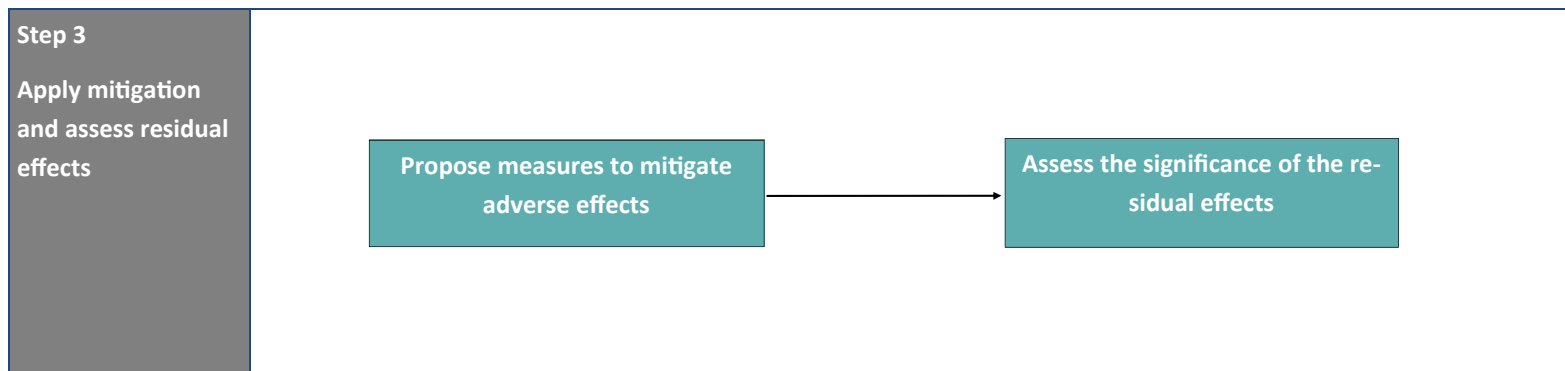 Step 3
Apply mitigation
and assess residual
effects
Propose measures to mitigate
adverse effects
Assess the significance of the re-
sidual effects